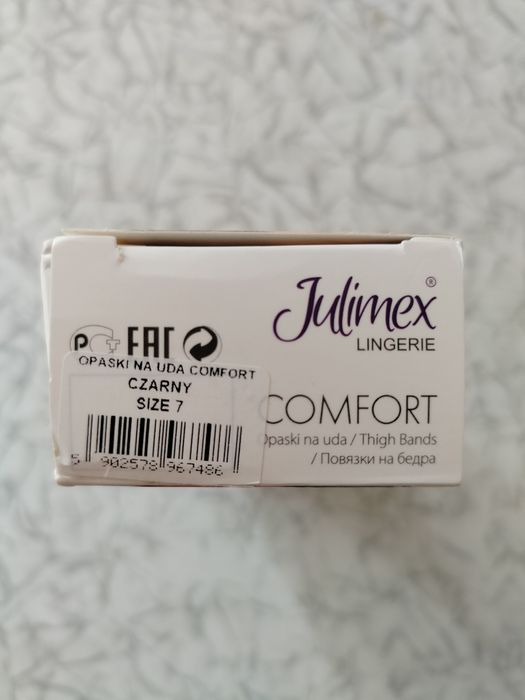 Julimex®
LINGERIE
EAC
OPASKI NA UDA COMFORT
CZARNY
SIZE 7
5 902578 967486
COMFORT
Opaski na uda / Thigh Bands
/ Повязки на бедра